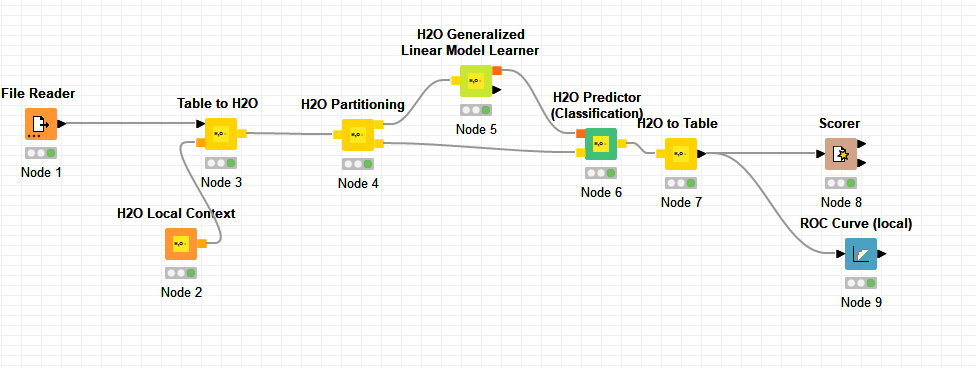 H2O Generalized
Linear Model Learner
File Reader
Table to H2O
H2O Partitioning
H2O Predictor
(Classification)
H2O to Table
Scorer
Node 5
Node 1
Node 3
Node 4
Node 6
Node 7
Node 8
H2O Local Context
ROC Curve (local)
Node 2
Node 9